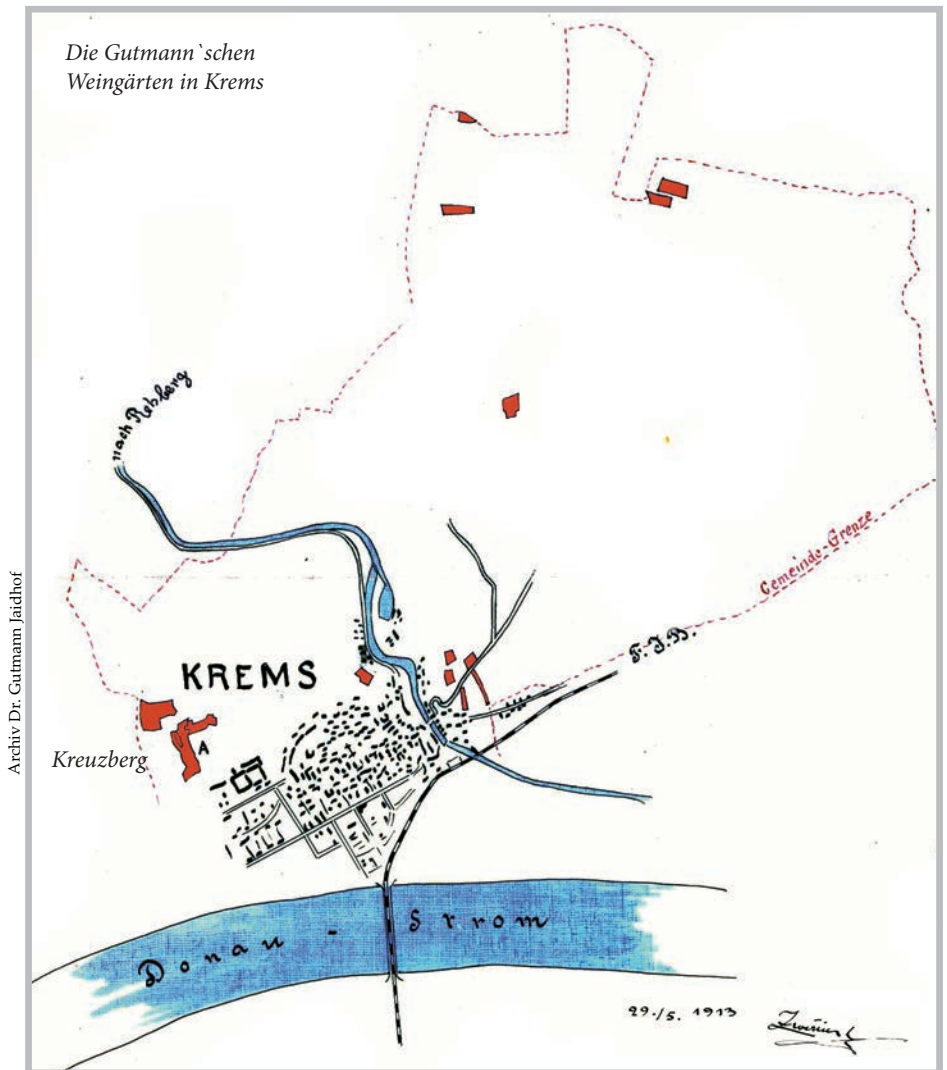 Die Gutmann`schen
Weingärten in Krems
nach Rehberg
Gemeinde-Grenze
F. J. B.
KREMS
A
Kreuzberg
Archiv Dr. Gutmann Jaidhof
Donau - Strom
29./5. 1913